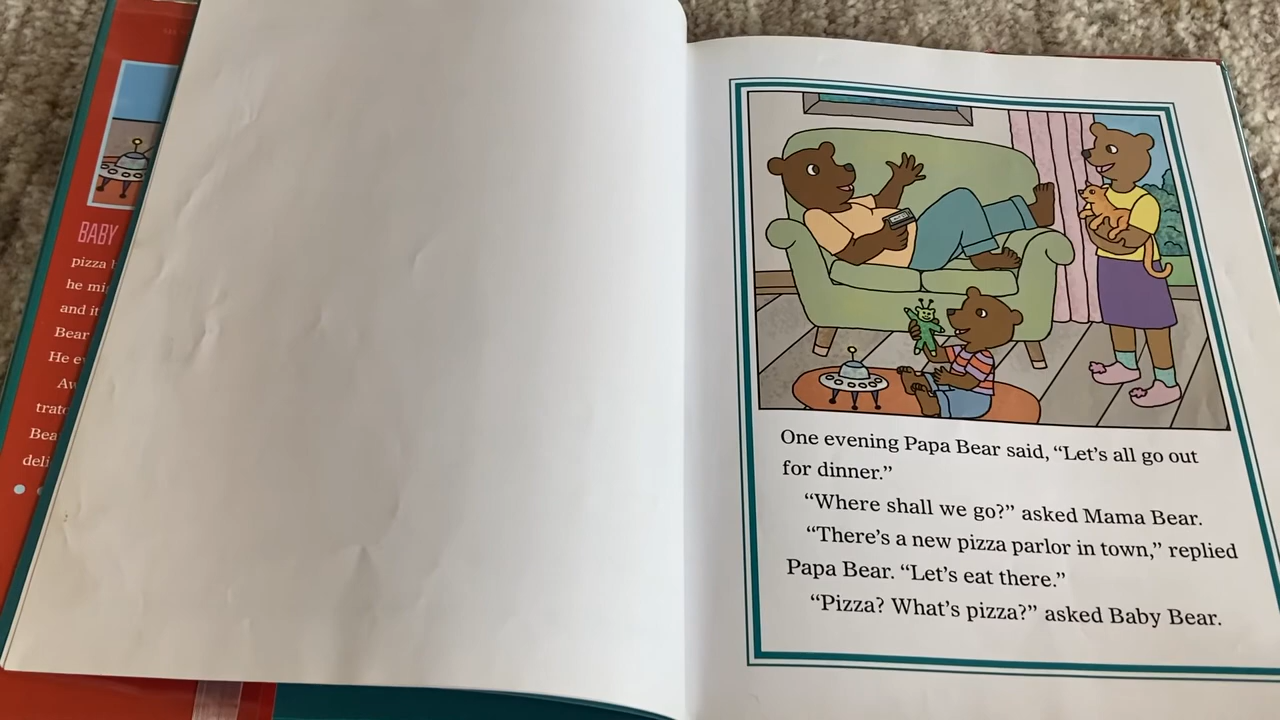 BABY
pizza
he
and it
Bear
He
Bea
deli
One evening Papa Bear said, “Let’s all go out
for dinner.”
“Where shall we go?” asked Mama Bear.
“There’s a new pizza parlor in town,” replied
Papa Bear. “Let’s eat there.”
“Pizza? What’s pizza?” asked Baby Bear.